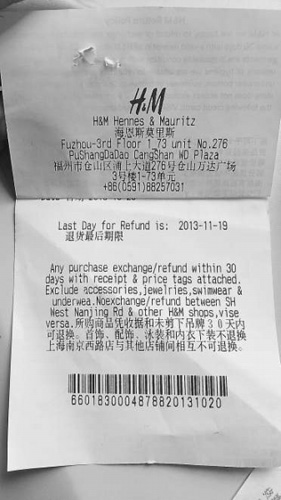 H&M
H&M Hennes & Mauritz
海恩斯莫里斯
Fuzhou-3rd Floor 1_73 unit No.276
PuShangDaDao CangShan WD Plaza
福州市仓山区浦上大道276号仓山万达广场
3号楼1-73单元
+86(0591)88257031
Last Day for Refund is: 2013-11-19
退货最后期限
Any purchase exchange/refund within 30
days with receipt & price tags attached.
Exclude accessories,jewelries,swimwear &
underwea.Noexchange/refund between SH
West Nanjing Rd & other H&M shops,vise
versa.所购商品凭收据和未剪下吊牌30天内
可退换。首饰、配饰、泳装和内衣下装不退换
上海南京西路店与其他店铺间相互不可退换。
6601830004878820131020